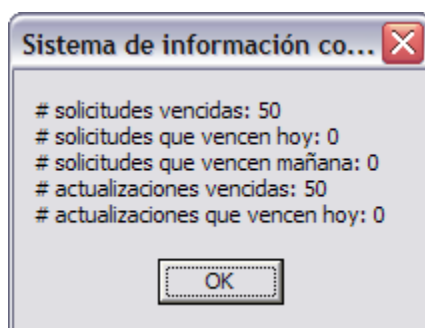 Sistema de información co...
# solicitudes vencidas: 50
# solicitudes que vencen hoy: 0
# solicitudes que vencen mañana: 0
# actualizaciones vencidas: 50
# actualizaciones que vencen hoy: 0
OK